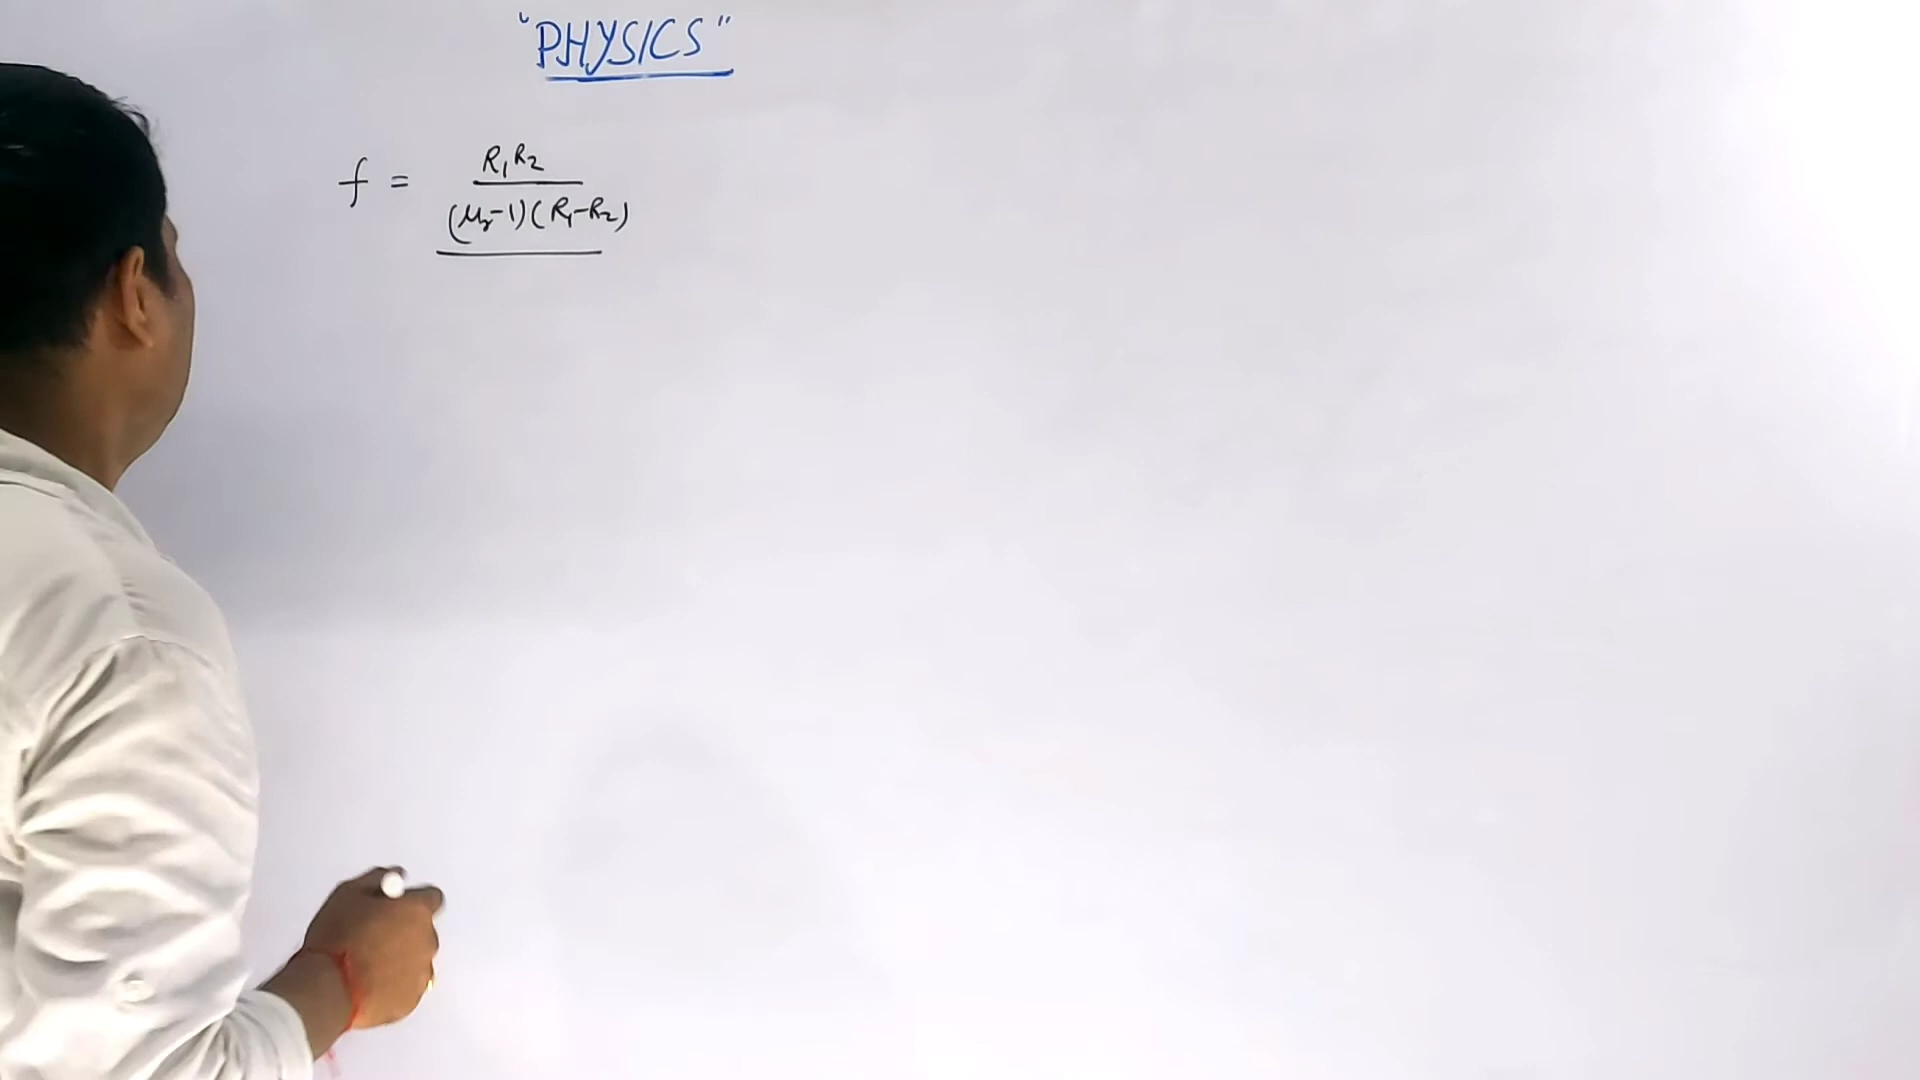 "PHYSICS"
f = R₁R₂ / (μr-1)(R₁-R₂)